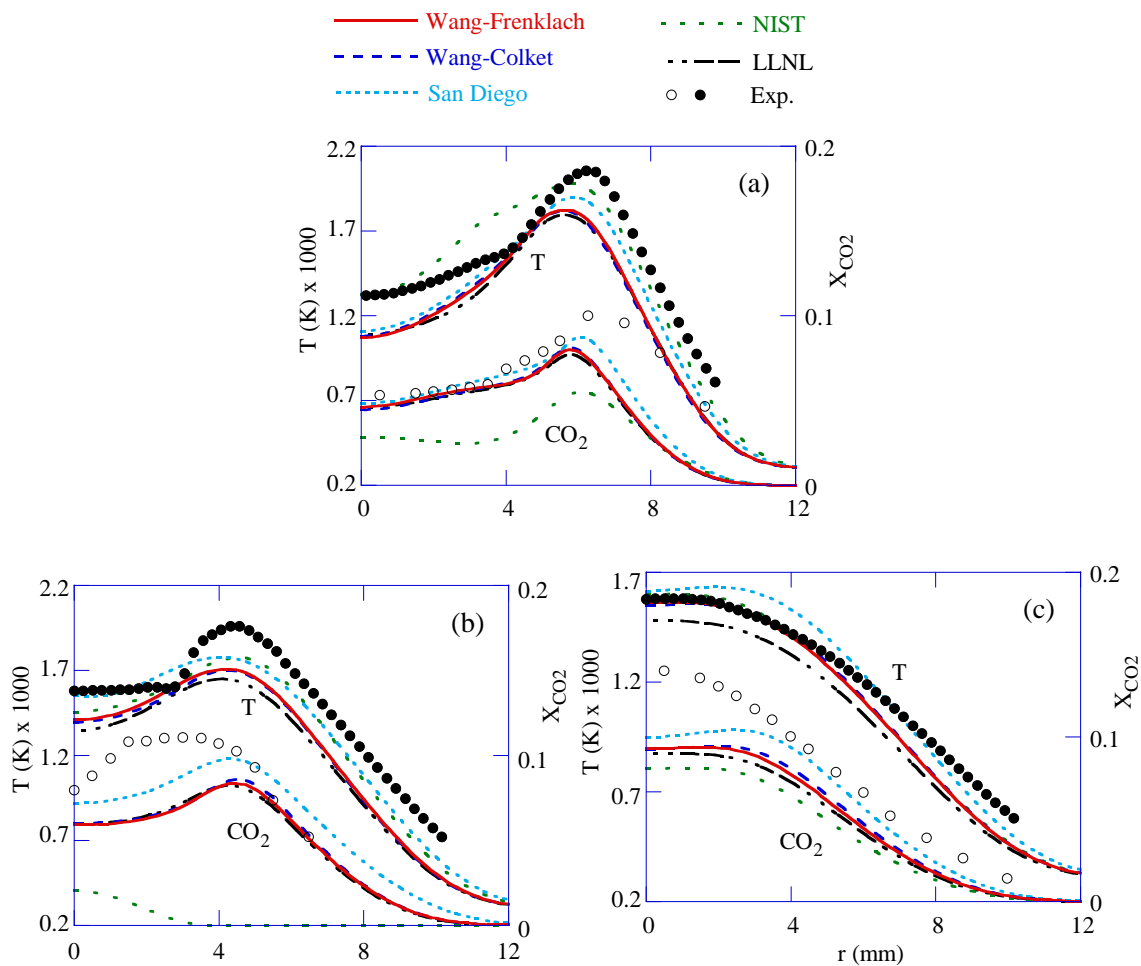 Wang-Frenklach
NIST
Wang-Colket
LLNL
San Diego
Exp.
2.2
0.2
(a)
1.7
T
T (K) x 1000
X_CO2
1.2
0.1
0.7
CO2
0.2
0
0
4
8
12
2.2
0.2
(b)
1.7
T
T (K) x 1000
X_CO2
1.2
0.1
0.7
CO2
0.2
0
0
4
8
12
1.7
0.2
(c)
T
1.2
T (K) x 1000
X_CO2
0.1
0.7
CO2
0.2
0
0
4
8
12
r (mm)